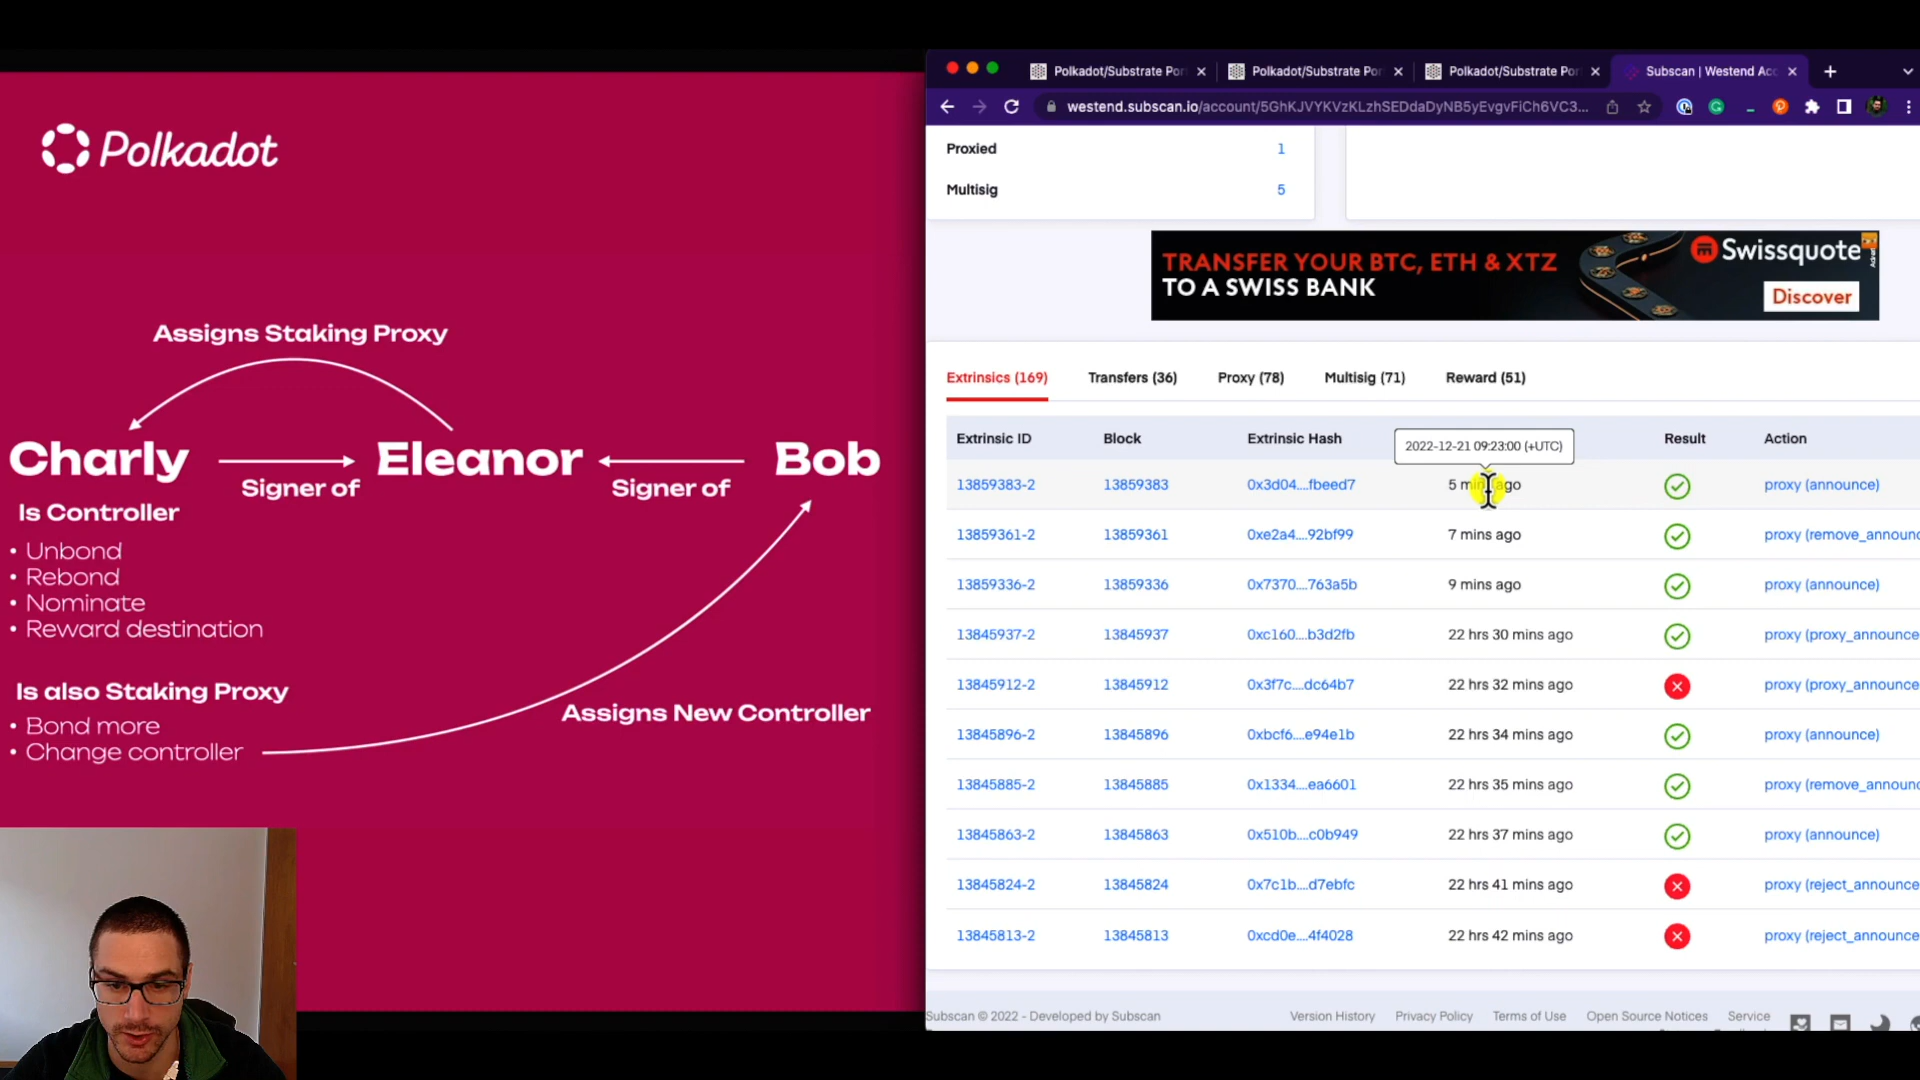 Polkadot
Assigns Staking Proxy
Charly
Signer of
Eleanor
Signer of
Bob
Is Controller
• Unbond
• Rebond
• Nominate
• Reward destination
Is also Staking Proxy
• Bond more
• Change controller
Assigns New Controller
Polkadot/Substrate Por
Polkadot/Substrate Por
Polkadot/Substrate Por
Subscan | Westend Acc
westend.subscan.io/account/5GhKJVYKVzKLzhSEDdaDyNB5yEvgvFiCh6VC3...
Proxied 1
Multisig 5
TRANSFER YOUR BTC, ETH & XTZ
TO A SWISS BANK
Swissquote
Discover
Extrinsics (169) Transfers (36) Proxy (78) Multisig (71) Reward (51)
Extrinsic ID Block Extrinsic Hash Result Action
2022-12-21 09:23:00 (+UTC)
13859383-2 13859383 0x3d04....fbeed7 5 mins ago proxy (announce)
13859361-2 13859361 0xe2a4....92bf99 7 mins ago proxy (remove_announc
13859336-2 13859336 0x7370....763a5b 9 mins ago proxy (announce)
13845937-2 13845937 0xc160....b3d2fb 22 hrs 30 mins ago proxy (proxy_announce
13845912-2 13845912 0x3f7c....dc64b7 22 hrs 32 mins ago proxy (proxy_announce
13845896-2 13845896 0xbcf6....e94e1b 22 hrs 34 mins ago proxy (announce)
13845885-2 13845885 0x1334....ea6601 22 hrs 35 mins ago proxy (remove_announc
13845863-2 13845863 0x510b....c0b949 22 hrs 37 mins ago proxy (announce)
13845824-2 13845824 0x7c1b....d7ebfc 22 hrs 41 mins ago proxy (reject_announce
13845813-2 13845813 0xcd0e....4f4028 22 hrs 42 mins ago proxy (reject_announce
Subscan © 2022 - Developed by Subscan Version History Privacy Policy Terms of Use Open Source Notices Service